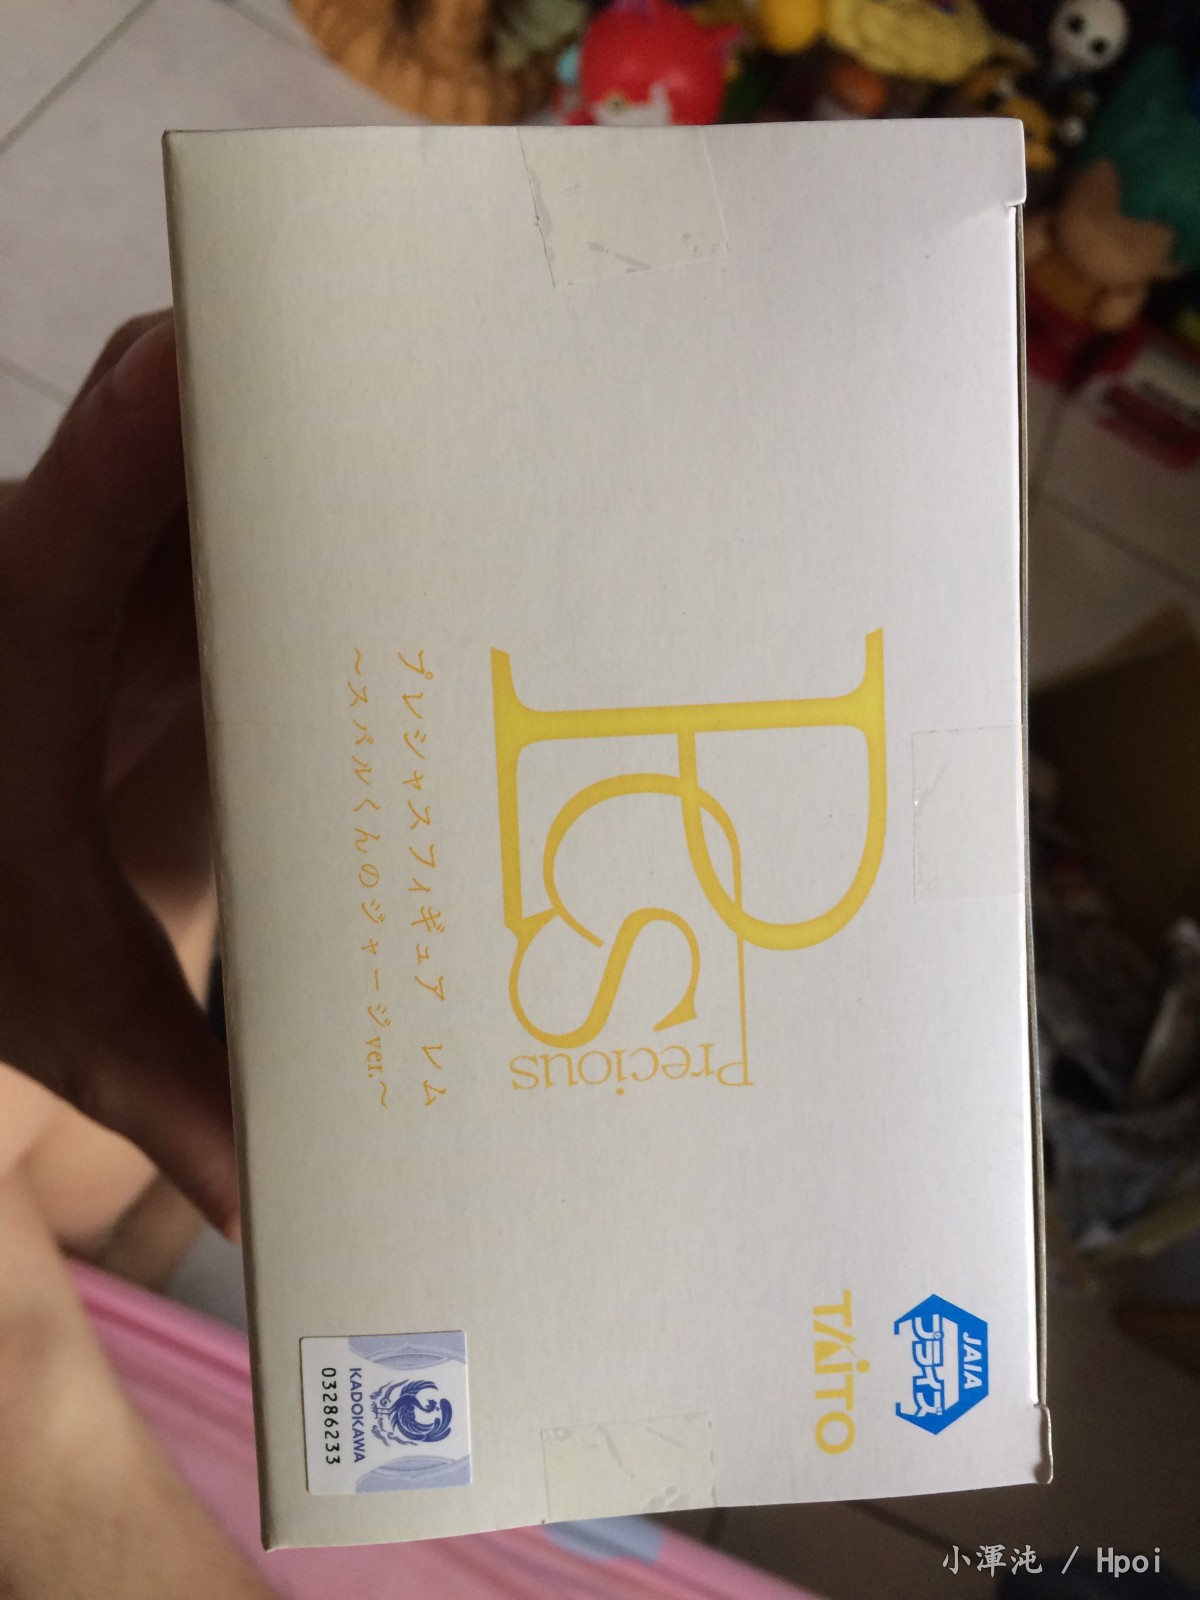 Ps
Precious
プレシャスフィギュア レム
～スバルくんのジャージver.～
JAIA
プライズ
TAiTO
KADOKAWA
03286233
小渾沌 / Hpoi